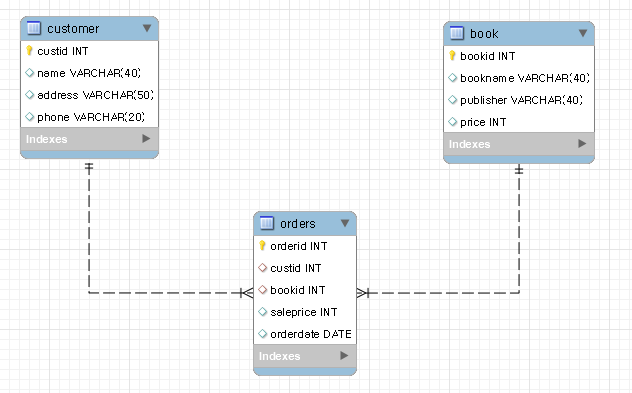 customer
custid INT
name VARCHAR(40)
address VARCHAR(50)
phone VARCHAR(20)
Indexes
book
bookid INT
bookname VARCHAR(40)
publisher VARCHAR(40)
price INT
Indexes
orders
orderid INT
custid INT
bookid INT
saleprice INT
orderdate DATE
Indexes